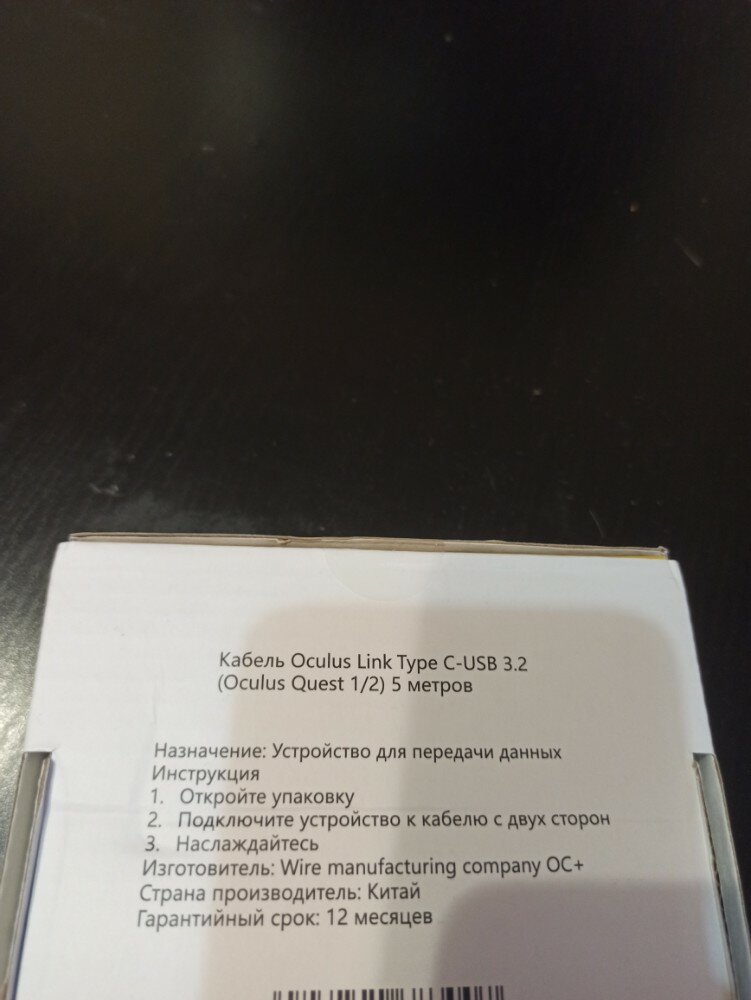 Кабель Oculus Link Type C-USB 3.2
(Oculus Quest 1/2) 5 метров
Назначение: Устройство для передачи данных
Инструкция
1. Откройте упаковку
2. Подключите устройство к кабелю с двух сторон
3. Наслаждайтесь
Изготовитель: Wire manufacturing company OC+
Страна производитель: Китай
Гарантийный срок: 12 месяцев